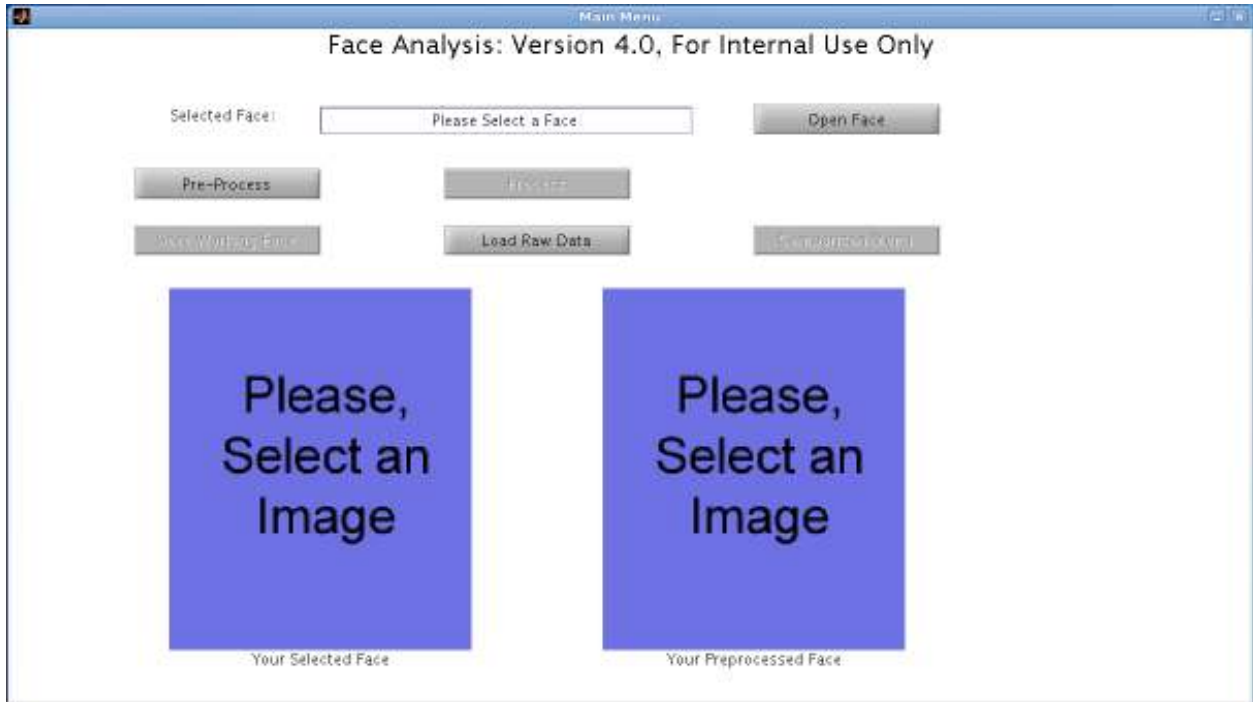 Main Menu
Face Analysis: Version 4.0, For Internal Use Only
Selected Face:
Please Select a Face
Open Face
Pre-Process
Process
Load Raw Data
Please,
Select an
Image
Please,
Select an
Image
Your Selected Face
Your Preprocessed Face